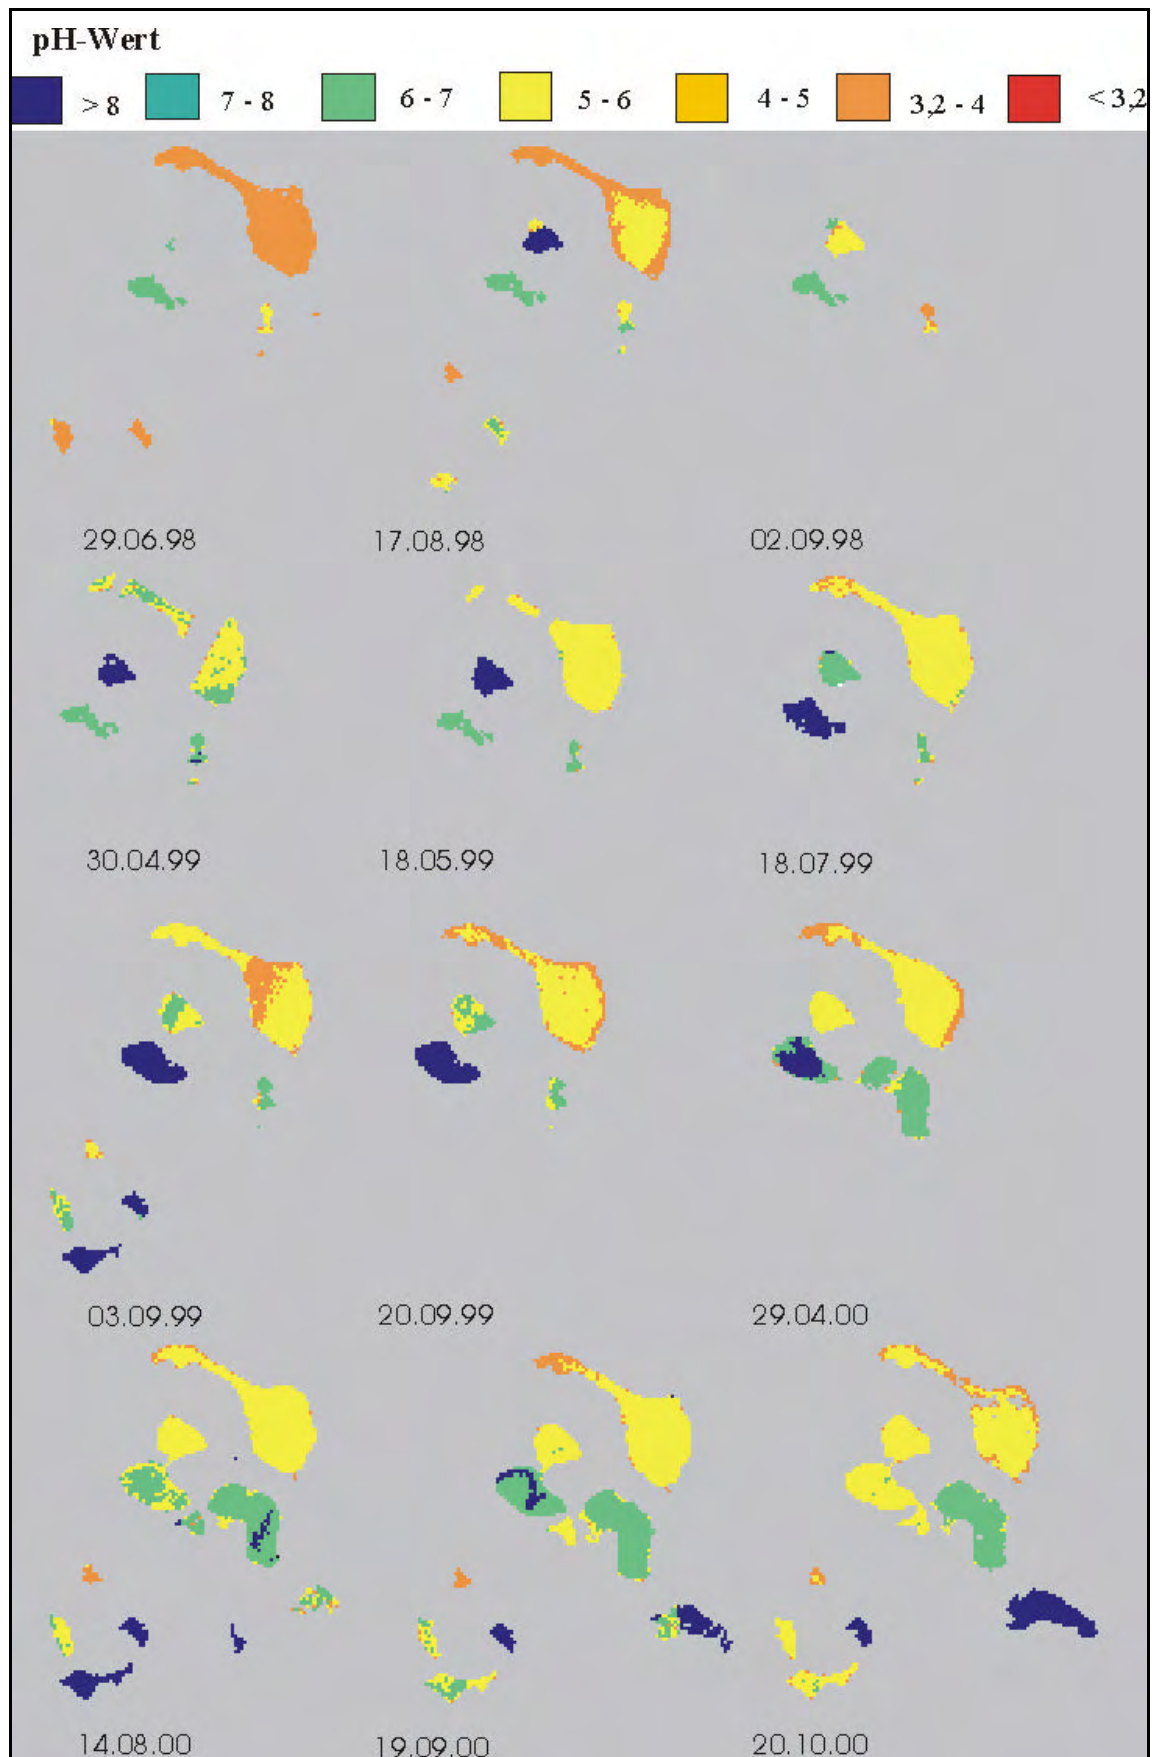 pH-Wert
> 8 7 - 8 6 - 7 5 - 6 4 - 5 3,2 - 4 < 3,2
29.06.98 17.08.98 02.09.98
30.04.99 18.05.99 18.07.99
03.09.99 20.09.99 29.04.00
14.08.00 19.09.00 20.10.00